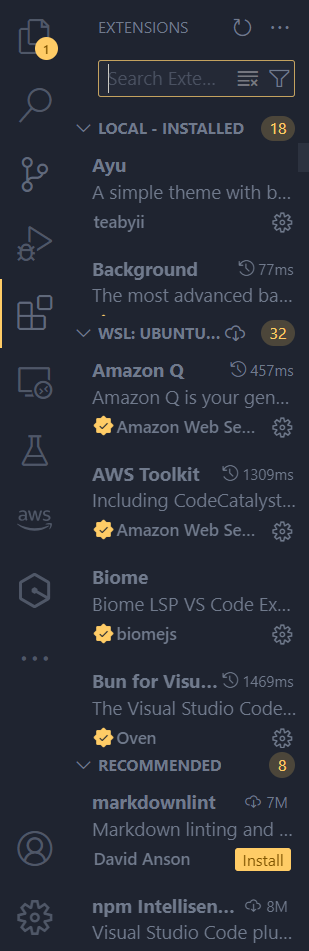 EXTENSIONS
1
Search Exte...
LOCAL - INSTALLED 18
Ayu
A simple theme with b...
teabyii
Background 77ms
The most advanced ba...
WSL: UBUNTU... 32
Amazon Q 457ms
Amazon Q is your gen...
Amazon Web Se...
AWS Toolkit 1309ms
Including CodeCatalyst...
Amazon Web Se...
aws
Biome
Biome LSP VS Code Ex...
biomejs
Bun for Visu... 1469ms
The Visual Studio Code...
Oven
RECOMMENDED 8
markdownlint 7M
Markdown linting and ...
David Anson Install
npm Intellisen... 8M
Visual Studio Code plu...